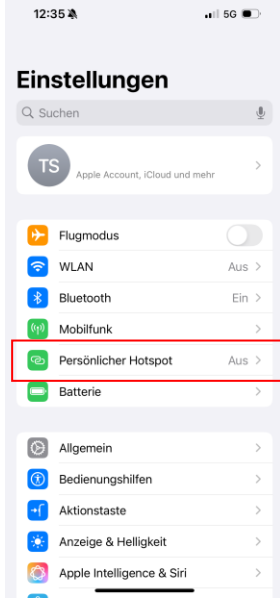 12:35
5G
Einstellungen
Suchen
TS
Apple Account, iCloud und mehr
Flugmodus
WLAN Aus
Bluetooth Ein
Mobilfunk
Persönlicher Hotspot Aus
Batterie
Allgemein
Bedienungshilfen
Aktionstaste
Anzeige & Helligkeit
Apple Intelligence & Siri